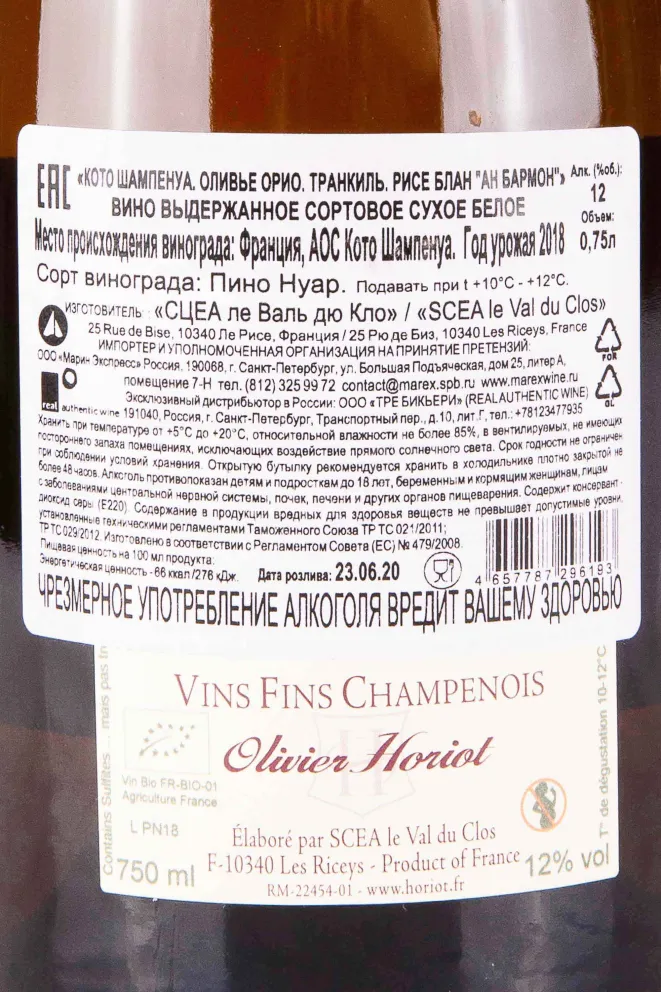 EAC «КОТО ШАМПЕНУА. ОЛИВЬЕ ОРИО. ТРАНКИЛЬ. РИСЕ БЛАН "АН БАРМОН"» Алк. (%об.):
12
ВИНО ВЫДЕРЖАННОЕ СОРТОВОЕ СУХОЕ БЕЛОЕ
Объем:
0,75л
Место происхождения винограда: Франция, АОС Кото Шампенуа. Год урожая 2018
Сорт винограда: Пино Нуар. Подавать при t +10°C - +12°C.
ИЗГОТОВИТЕЛЬ: «СЦЕА ле Валь дю Кло» / «SCEA le Val du Clos»
25 Rue de Bise, 10340 Ле Рисе, Франция / 25 Рю де Биз, 10340 Les Riceys, France
ИМПОРТЕР И УПОЛНОМОЧЕННАЯ ОРГАНИЗАЦИЯ НА ПРИНЯТИЕ ПРЕТЕНЗИЙ:
ООО «Марин Экспресс» Россия, 190068, г. Санкт-Петербург, ул. Большая Подъяческая, дом 25, литер А,
помещение 7-Н тел. (812) 325 99 72 contact@marex.spb.ru www.marexwine.ru
Эксклюзивный дистрибьютор в России: ООО «ТРЕ БИКЬЕРИ» (REAL AUTHENTIC WINE)
real authentic wine 191040, Россия, г. Санкт-Петербург, Транспортный пер., д.10, лит. Г, тел.: +78123477935
FOR
GL
Хранить при температуре от +5°C до +20°C, относительной влажности не более 85%, в вентилируемых, не имеющих
постороннего запаха помещениях, исключающих воздействие прямого солнечного света. Срок годности не ограничен
при соблюдении условий хранения. Открытую бутылку рекомендуется хранить в холодильнике плотно закрытой не
более 48 часов. Алкоголь противопоказан детям и подросткам до 18 лет, беременным и кормящим женщинам, лицам
с заболеваниями центральной нервной системы, почек, печени и других органов пищеварения. Содержит консервант -
диоксид серы (E220). Содержание в продукции вредных для здоровья веществ не превышает допустимые уровни,
установленные техническими регламентами Таможенного Союза ТР ТС 021/2011;
ТР ТС 029/2012. Изготовлено в соответствии с Регламентом Совета (ЕС) № 479/2008.
Пищевая ценность на 100 мл продукта:
Энергетическая ценность - 66 ккал/276 кДж. Дата розлива: 23.06.20
4 657787 296193
ЧРЕЗМЕРНОЕ УПОТРЕБЛЕНИЕ АЛКОГОЛЯ ВРЕДИТ ВАШЕМУ ЗДОРОВЬЮ
VINS FINS CHAMPENOIS
Olivier Horiot
Vin Bio FR-BIO-01
Agriculture France
L PN18
Élaboré par SCEA le Val du Clos
F-10340 Les Riceys - Product of France
RM-22454-01 - www.horiot.fr
750 ml
12% vol
Contains Sulfites ... mais pas
T° de dégustation 10-12°C